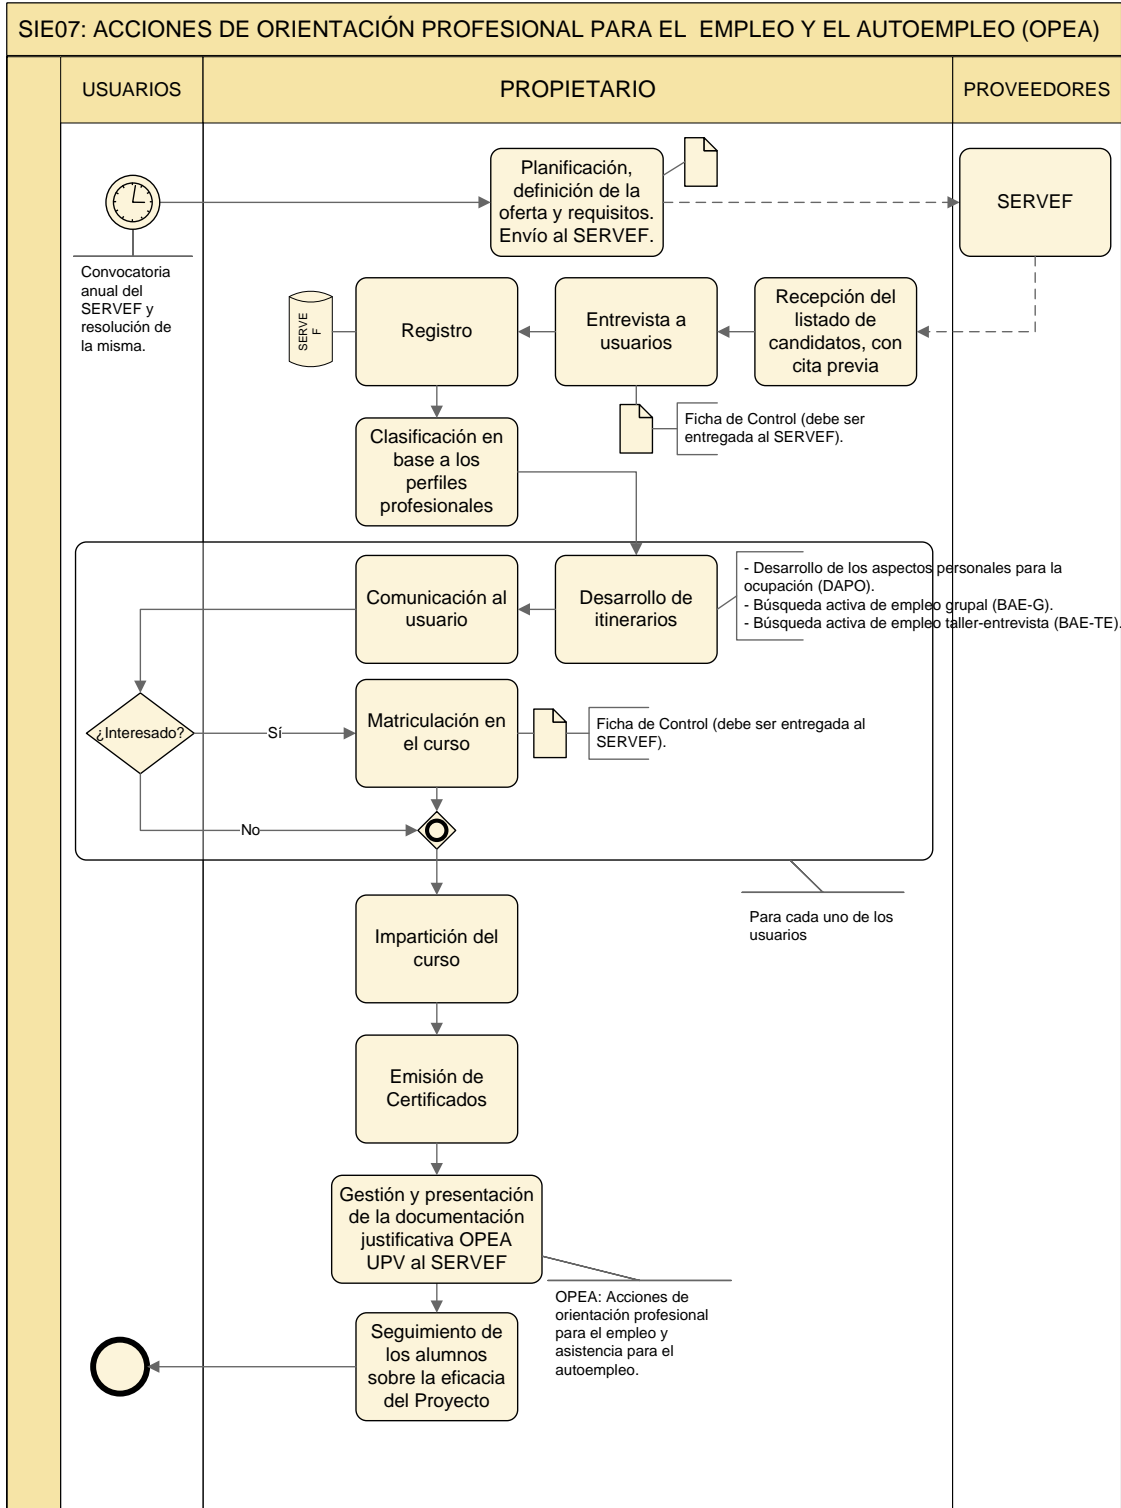 SIE07: ACCIONES DE ORIENTACIÓN PROFESIONAL PARA EL EMPLEO Y EL AUTOEMPLEO (OPEA)
USUARIOS
PROPIETARIO
PROVEEDORES
Planificación,
definición de la
oferta y requisitos.
Envío al SERVEF.
SERVEF
Convocatoria
anual del
SERVEF y
resolución de
la misma.
SERVE
F
Registro
Entrevista a
usuarios
Recepción del
listado de
candidatos, con
cita previa
Ficha de Control (debe ser
entregada al SERVEF).
Clasificación en
base a los
perfiles
profesionales
Comunicación al
usuario
Desarrollo de
itinerarios
- Desarrollo de los aspectos personales para la
ocupación (DAPO).
- Búsqueda activa de empleo grupal (BAE-G).
- Búsqueda activa de empleo taller-entrevista (BAE-TE).
¿Interesado?
Sí
Matriculación en
el curso
Ficha de Control (debe ser entregada al
SERVEF).
No
Para cada uno de los
usuarios
Impartición del
curso
Emisión de
Certificados
Gestión y presentación
de la documentación
justificativa OPEA
UPV al SERVEF
OPEA: Acciones de
orientación profesional
para el empleo y
asistencia para el
autoempleo.
Seguimiento de
los alumnos
sobre la eficacia
del Proyecto